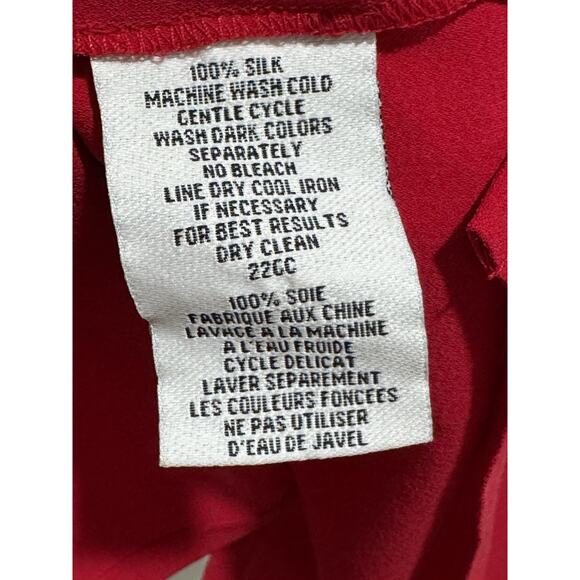 100% SILK
MACHINE WASH COLD
GENTLE CYCLE
WASH DARK COLORS
SEPARATELY
NO BLEACH
LINE DRY COOL IRON
IF NECESSARY
FOR BEST RESULTS
DRY CLEAN
22GC
100% SOIE
FABRIQUE AUX CHINE
LAVAGE A LA MACHINE
A L'EAU FROIDE
CYCLE DELICAT
LAVER SEPAREMENT
LES COULEURS FONCEES
NE PAS UTILISER
D'EAU DE JAVEL